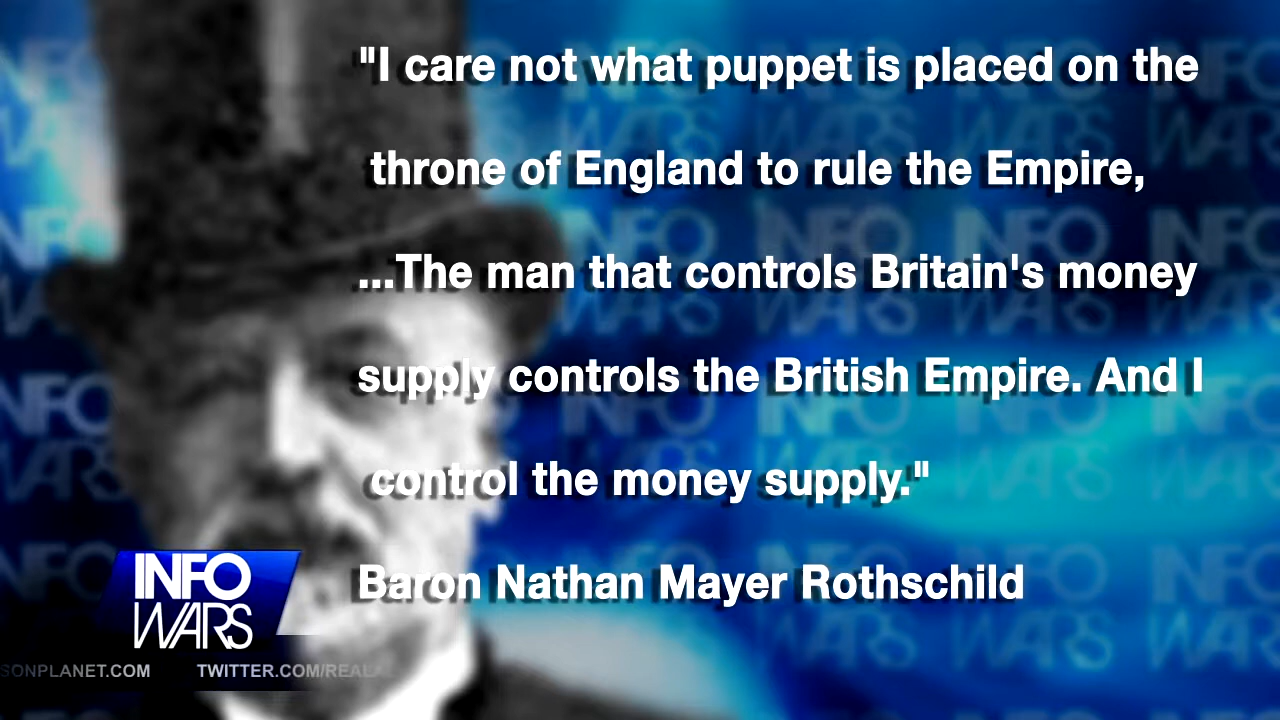 "I care not what puppet is placed on the
throne of England to rule the Empire,
...The man that controls Britain's money
supply controls the British Empire. And I
control the money supply."
Baron Nathan Mayer Rothschild
INFO
WARS
SONPLANET.COM TWITTER.COM/REALA